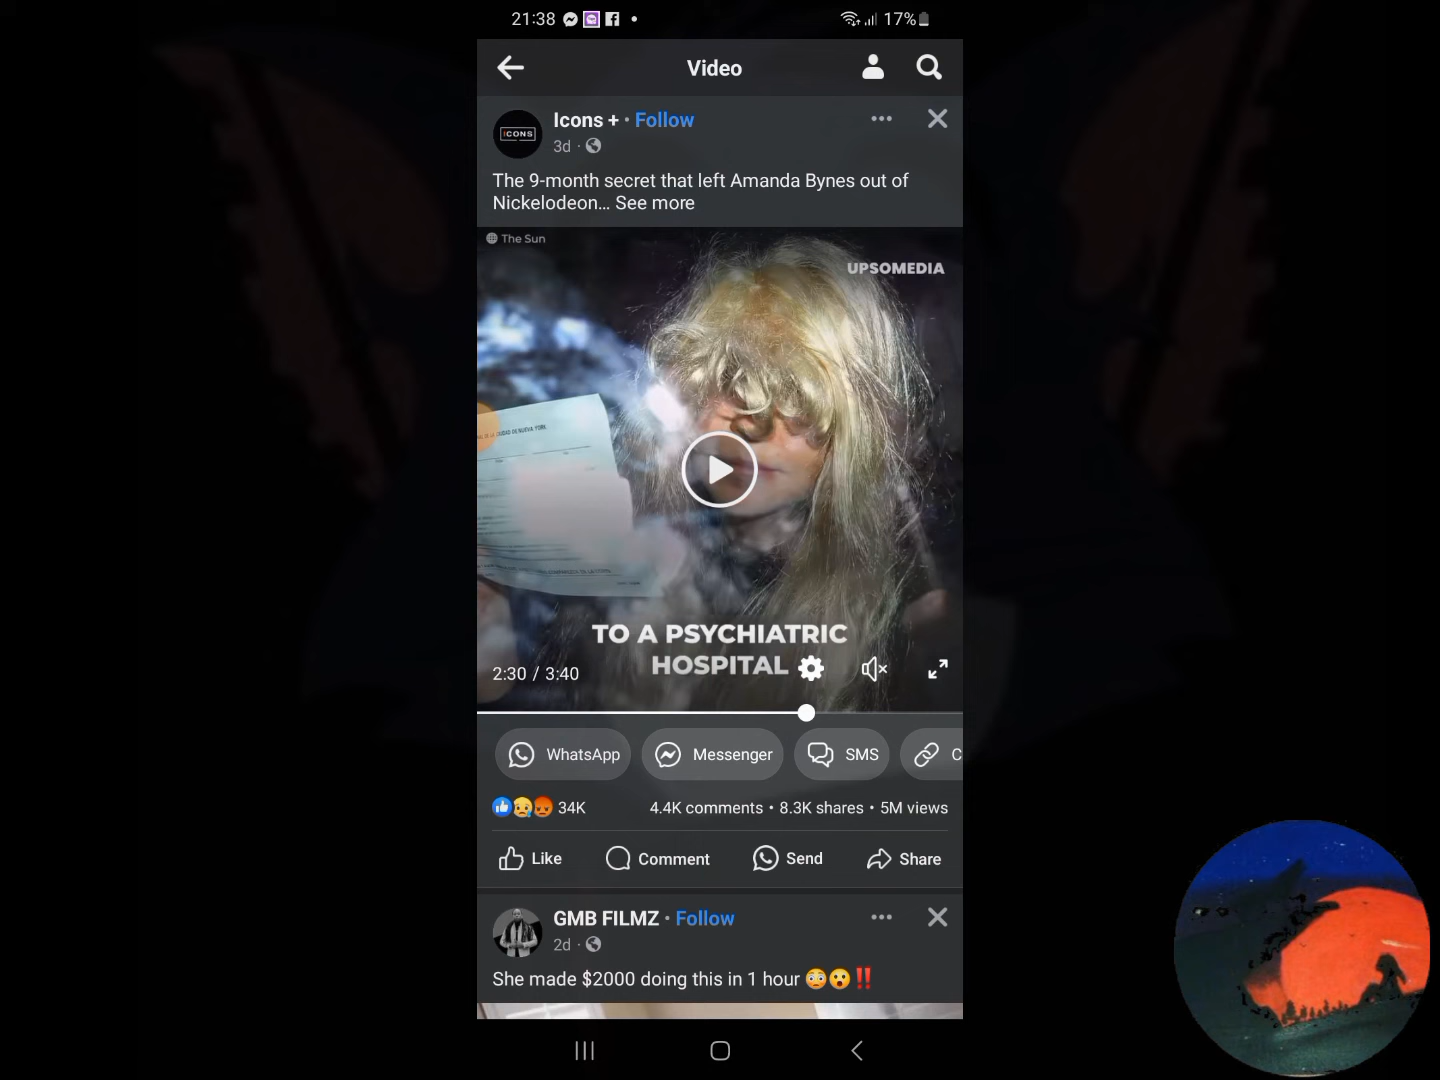 21:38
17%
Video
ICONS
Icons + · Follow
3d ·
The 9-month secret that left Amanda Bynes out of
Nickelodeon... See more
The Sun
UPSOMEDIA
TO A PSYCHIATRIC
HOSPITAL
2:30 / 3:40
WhatsApp
Messenger
SMS
C
34K
4.4K comments • 8.3K shares • 5M views
Like
Comment
Send
Share
GMB FILMZ · Follow
2d ·
She made $2000 doing this in 1 hour 😳😮‼️